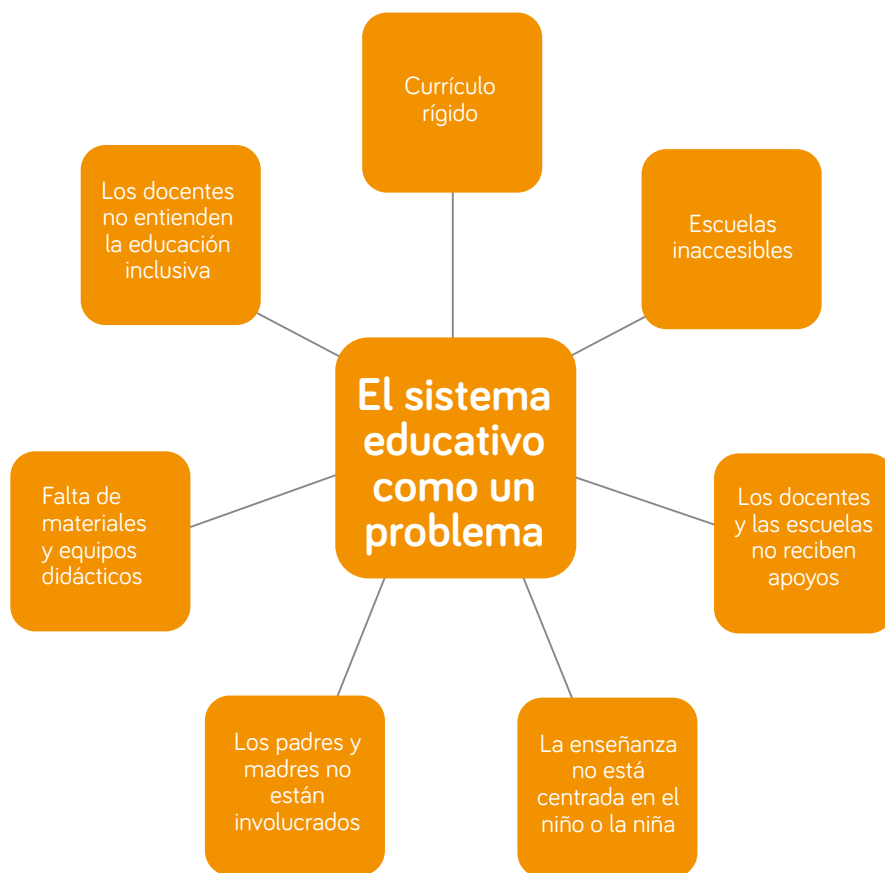 Currículo
rígido
Los docentes
no entienden
la educación
inclusiva
Escuelas
inaccesibles
El sistema
educativo
como un
problema
Falta de
materiales
y equipos
didácticos
Los docentes
y las escuelas
no reciben
apoyos
Los padres y
madres no
están
involucrados
La enseñanza
no está
centrada en el
niño o la niña